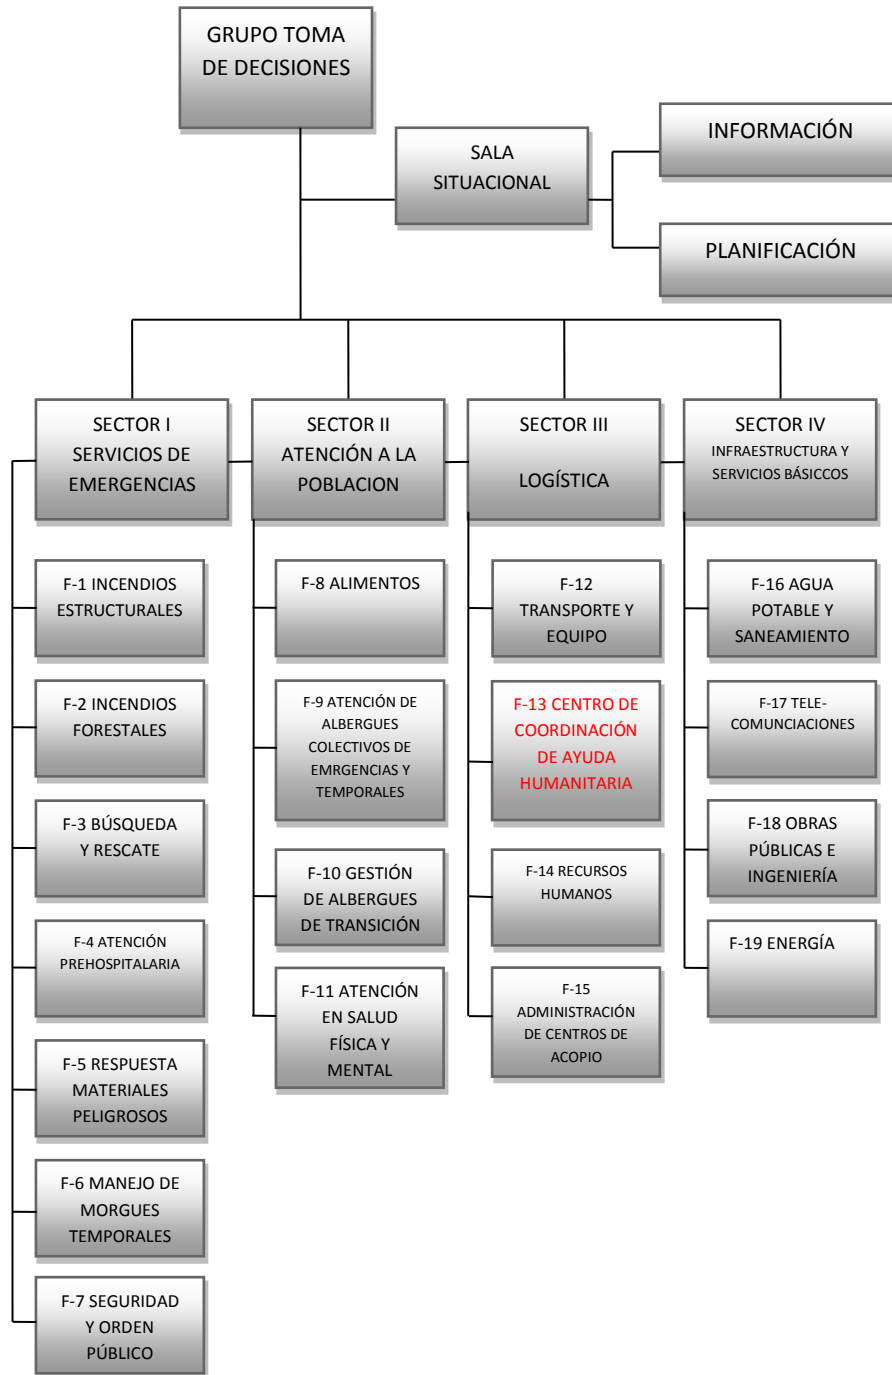 GRUPO TOMA
DE DECISIONES
SALA
SITUACIONAL
INFORMACIÓN
PLANIFICACIÓN
SECTOR I
SERVICIOS DE
EMERGENCIAS
SECTOR II
ATENCIÓN A LA
POBLACION
SECTOR III
LOGÍSTICA
SECTOR IV
INFRAESTRUCTURA Y
SERVICIOS BÁSICCOS
F-1 INCENDIOS
ESTRUCTURALES
F-2 INCENDIOS
FORESTALES
F-3 BÚSQUEDA
Y RESCATE
F-4 ATENCIÓN
PREHOSPITALARIA
F-5 RESPUESTA
MATERIALES
PELIGROSOS
F-6 MANEJO DE
MORGUES
TEMPORALES
F-7 SEGURIDAD
Y ORDEN
PÚBLICO
F-8 ALIMENTOS
F-9 ATENCIÓN DE
ALBERGUES
COLECTIVOS DE
EMRGENCIAS Y
TEMPORALES
F-10 GESTIÓN
DE ALBERGUES
DE TRANSICIÓN
F-11 ATENCIÓN
EN SALUD
FÍSICA Y
MENTAL
F-12
TRANSPORTE Y
EQUIPO
F-13 CENTRO DE
COORDINACIÓN
DE AYUDA
HUMANITARIA
F-14 RECURSOS
HUMANOS
F-15
ADMINISTRACIÓN
DE CENTROS DE
ACOPIO
F-16 AGUA
POTABLE Y
SANEAMIENTO
F-17 TELE-
COMUNCIACIONES
F-18 OBRAS
PÚBLICAS E
INGENIERÍA
F-19 ENERGÍA